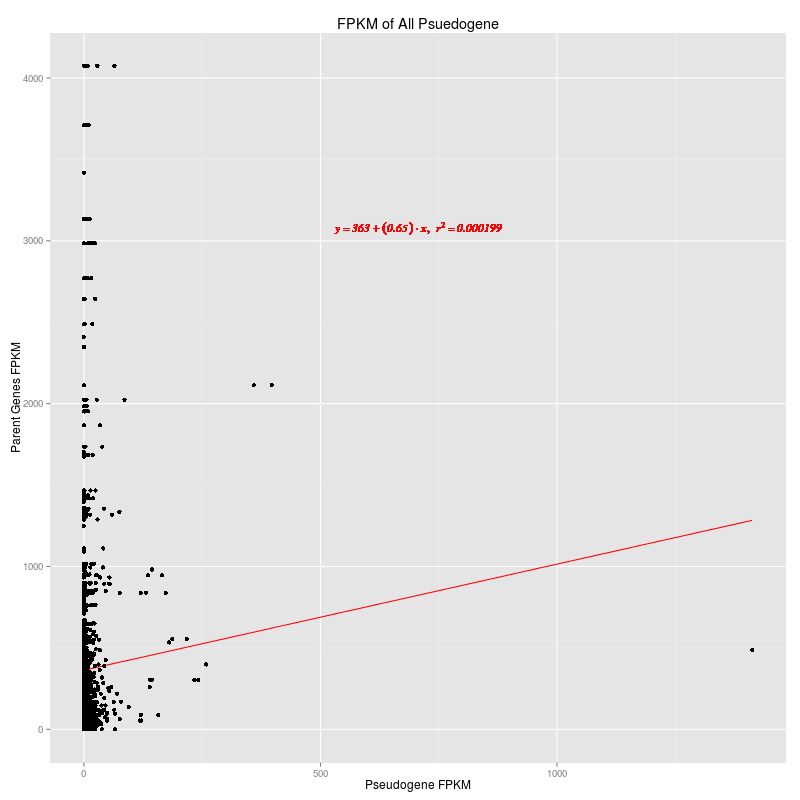 FPKM of All Psuedogene
4000
3000
2000
1000
0
Parent Genes FPKM
y = 363 + (0.65) · x, r² = 0.000199
0 500 1000
Pseudogene FPKM